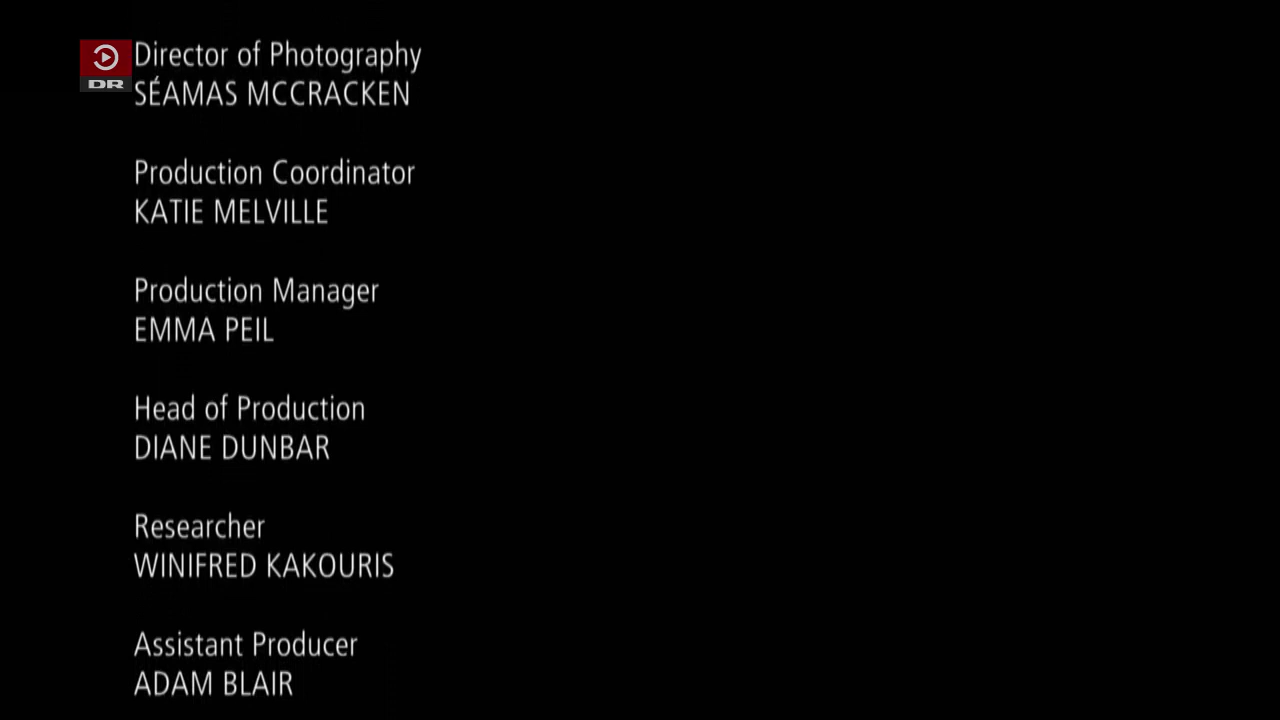 Director of Photography
DR
SÉAMAS MCCRACKEN
Production Coordinator
KATIE MELVILLE
Production Manager
EMMA PEIL
Head of Production
DIANE DUNBAR
Researcher
WINIFRED KAKOURIS
Assistant Producer
ADAM BLAIR